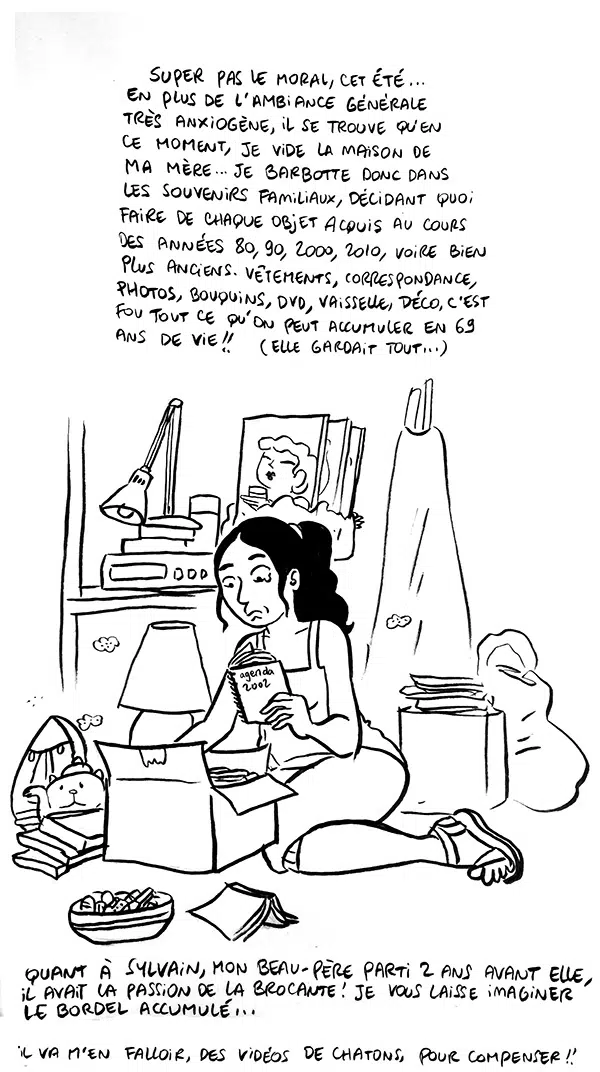 SUPER PAS LE MORAL, CET ÉTÉ...
EN PLUS DE L'AMBIANCE GÉNÉRALE
TRÈS ANXIOGÈNE, IL SE TROUVE QU'EN
CE MOMENT, JE VIDE LA MAISON DE
MA MÈRE... JE BARBOTTE DONC DANS
LES SOUVENIRS FAMILIAUX, DÉCIDANT QUOI
FAIRE DE CHAQUE OBJET ACQUIS AU COURS
DES ANNÉES 80, 90, 2000, 2010, VOIRE BIEN
PLUS ANCIENS. VÊTEMENTS, CORRESPONDANCE,
PHOTOS, BOUQUINS, DVD, VAISSELLE, DÉCO, C'EST
FOU TOUT CE QU'ON PEUT ACCUMULER EN 69
ANS DE VIE!! (ELLE GARDAIT TOUT...)
agenda
2002
QUANT À SYLVAIN, MON BEAU-PÈRE PARTI 2 ANS AVANT ELLE,
IL AVAIT LA PASSION DE LA BROCANTE! JE VOUS LAISSE IMAGINER
LE BORDEL ACCUMULÉ...
IL VA M'EN FALLOIR, DES VIDÉOS DE CHATONS, POUR COMPENSER!!